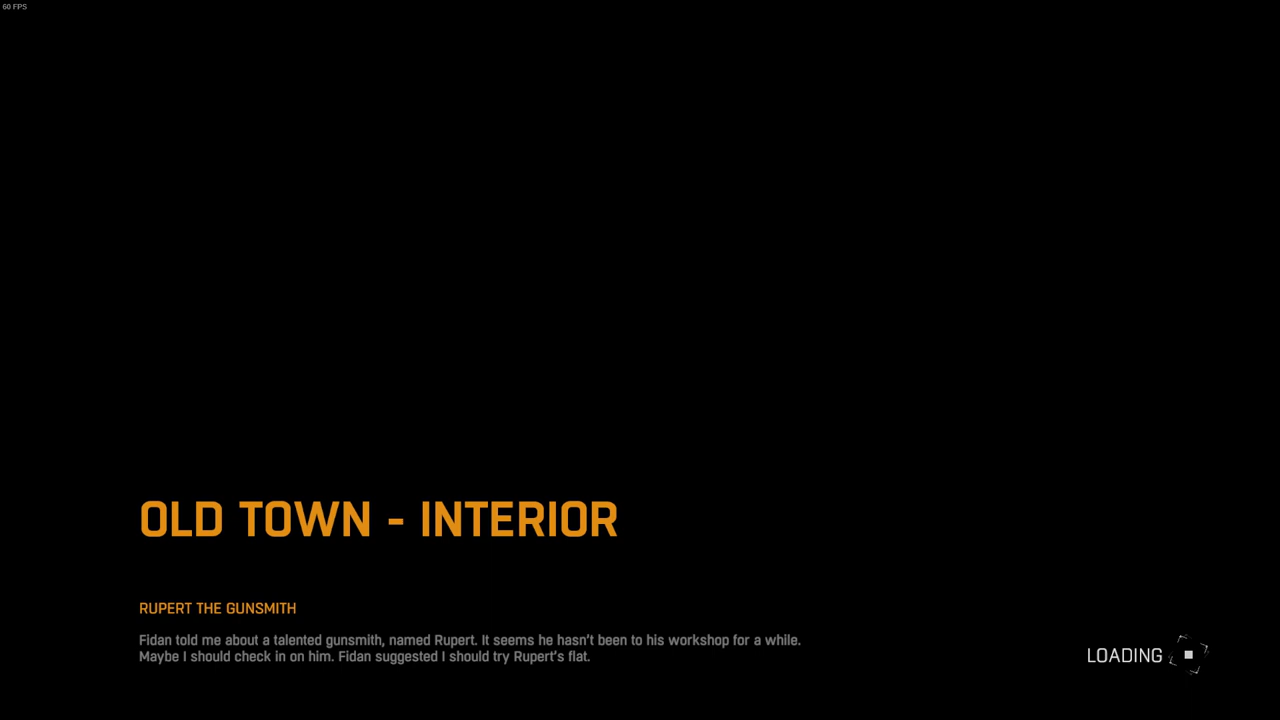 60 FPS
OLD TOWN - INTERIOR
RUPERT THE GUNSMITH
Fidan told me about a talented gunsmith, named Rupert. It seems he hasn't been to his workshop for a while.
Maybe I should check in on him. Fidan suggested I should try Rupert's flat.
LOADING